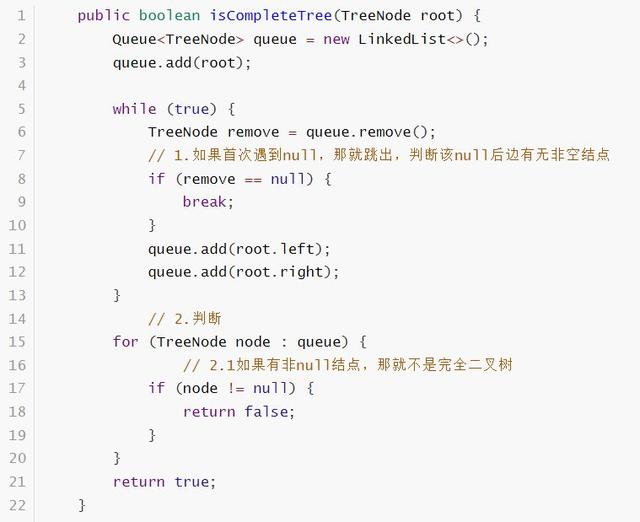 1 public boolean isCompleteTree(TreeNode root) {
2 Queue<TreeNode> queue = new LinkedList<>();
3 queue.add(root);
4
5 while (true) {
6 TreeNode remove = queue.remove();
7 // 1.如果首次遇到null，那就跳出，判断该null后边有无非空结点
8 if (remove == null) {
9 break;
10 }
11 queue.add(root.left);
12 queue.add(root.right);
13 }
14 // 2.判断
15 for (TreeNode node : queue) {
16 // 2.1如果有非null结点，那就不是完全二叉树
17 if (node != null) {
18 return false;
19 }
20 }
21 return true;
22 }